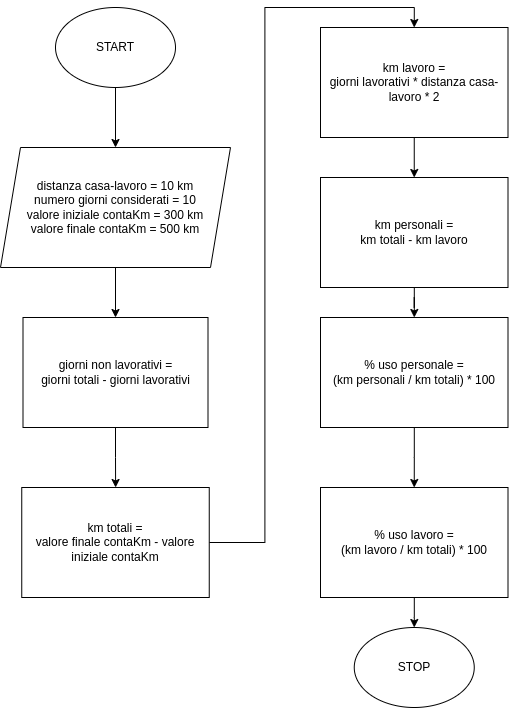 START
distanza casa-lavoro = 10 km
numero giorni considerati = 10
valore iniziale contaKm = 300 km
valore finale contaKm = 500 km
giorni non lavorativi =
giorni totali - giorni lavorativi
km totali =
valore finale contaKm - valore
iniziale contaKm
km lavoro =
giorni lavorativi * distanza casa-
lavoro * 2
km personali =
km totali - km lavoro
% uso personale =
(km personali / km totali) * 100
% uso lavoro =
(km lavoro / km totali) * 100
STOP